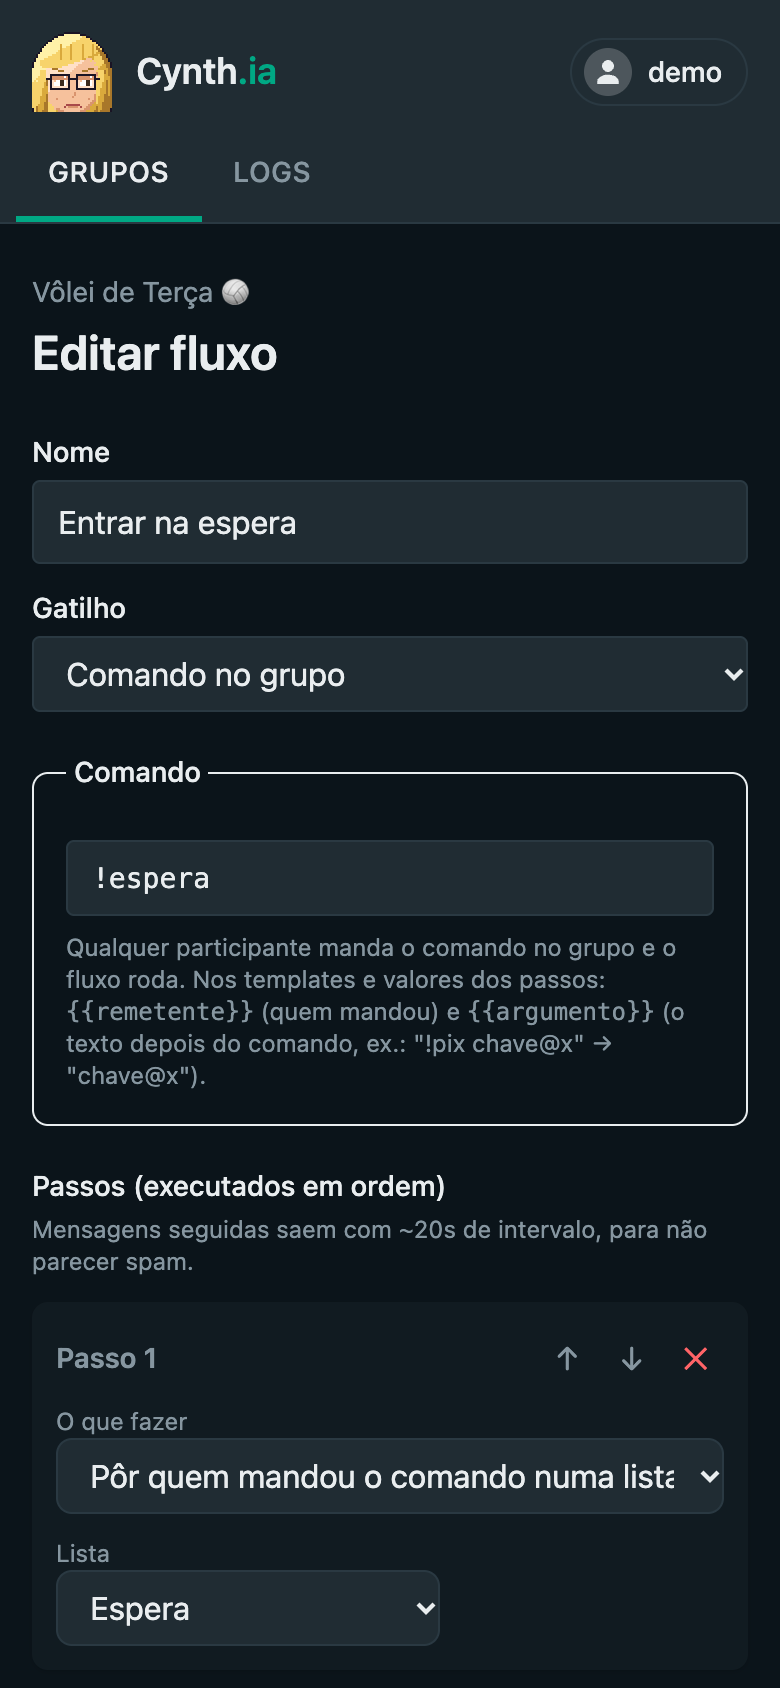 Cynth.ia
demo
GRUPOS
LOGS
Vôlei de Terça
Editar fluxo
Nome
Entrar na espera
Gatilho
Comando no grupo
Comando
!espera
Qualquer participante manda o comando no grupo e o
fluxo roda. Nos templates e valores dos passos:
{{remetente}} (quem mandou) e {{argumento}} (o
texto depois do comando, ex.: "!pix chave@x" →
"chave@x").
Passos (executados em ordem)
Mensagens seguidas saem com ~20s de intervalo, para não
parecer spam.
Passo 1
O que fazer
Pôr quem mandou o comando numa lista
Lista
Espera